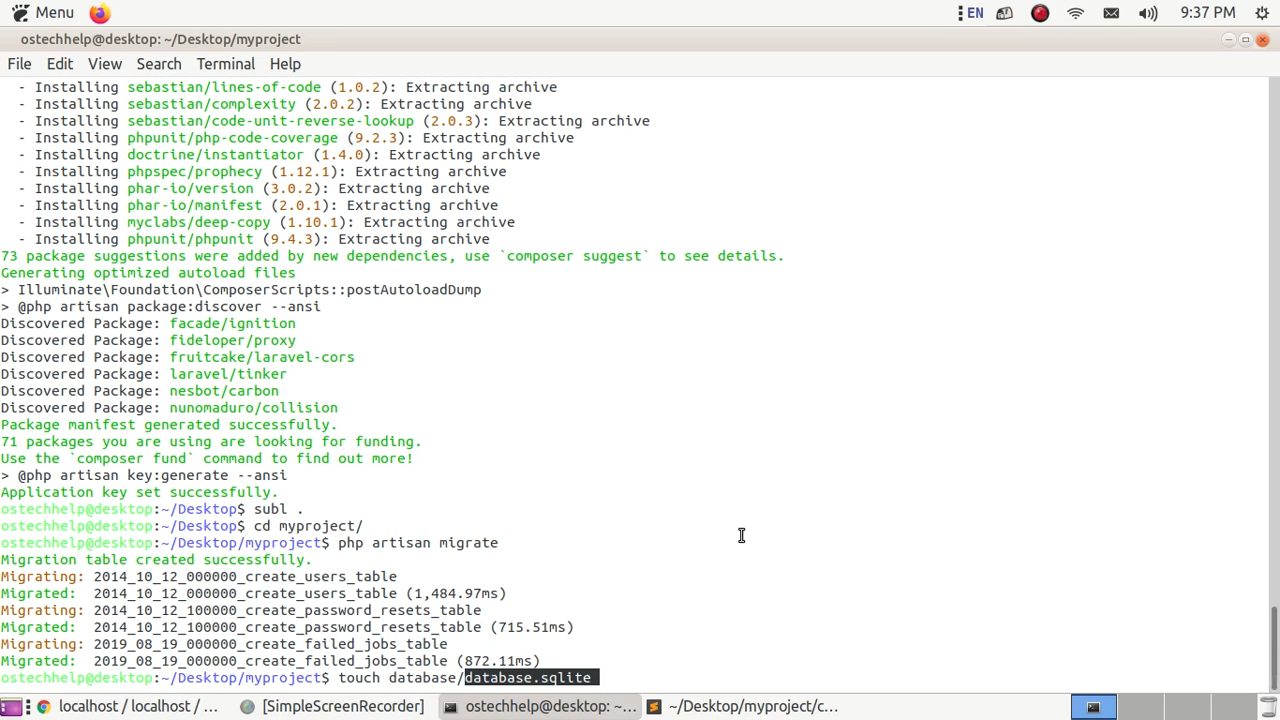 Menu EN 9:37 PM
ostechhelp@desktop: ~/Desktop/myproject
File Edit View Search Terminal Help
- Installing sebastian/lines-of-code (1.0.2): Extracting archive
- Installing sebastian/complexity (2.0.2): Extracting archive
- Installing sebastian/code-unit-reverse-lookup (2.0.3): Extracting archive
- Installing phpunit/php-code-coverage (9.2.3): Extracting archive
- Installing doctrine/instantiator (1.4.0): Extracting archive
- Installing phpspec/prophecy (1.12.1): Extracting archive
- Installing phar-io/version (3.0.2): Extracting archive
- Installing phar-io/manifest (2.0.1): Extracting archive
- Installing myclabs/deep-copy (1.10.1): Extracting archive
- Installing phpunit/phpunit (9.4.3): Extracting archive
73 package suggestions were added by new dependencies, use `composer suggest` to see details.
Generating optimized autoload files
> Illuminate\Foundation\ComposerScripts::postAutoloadDump
> @php artisan package:discover --ansi
Discovered Package: facade/ignition
Discovered Package: fideloper/proxy
Discovered Package: fruitcake/laravel-cors
Discovered Package: laravel/tinker
Discovered Package: nesbot/carbon
Discovered Package: nunomaduro/collision
Package manifest generated successfully.
71 packages you are using are looking for funding.
Use the `composer fund` command to find out more!
> @php artisan key:generate --ansi
Application key set successfully.
ostechhelp@desktop:~/Desktop$ subl .
ostechhelp@desktop:~/Desktop$ cd myproject/
ostechhelp@desktop:~/Desktop/myproject$ php artisan migrate
Migration table created successfully.
Migrating: 2014_10_12_000000_create_users_table
Migrated: 2014_10_12_000000_create_users_table (1,484.97ms)
Migrating: 2014_10_12_100000_create_password_resets_table
Migrated: 2014_10_12_100000_create_password_resets_table (715.51ms)
Migrating: 2019_08_19_000000_create_failed_jobs_table
Migrated: 2019_08_19_000000_create_failed_jobs_table (872.11ms)
ostechhelp@desktop:~/Desktop/myproject$ touch database/database.sqlite
localhost / localhost / ... [SimpleScreenRecorder] ostechhelp@desktop: ~... ~/Desktop/myproject/c...